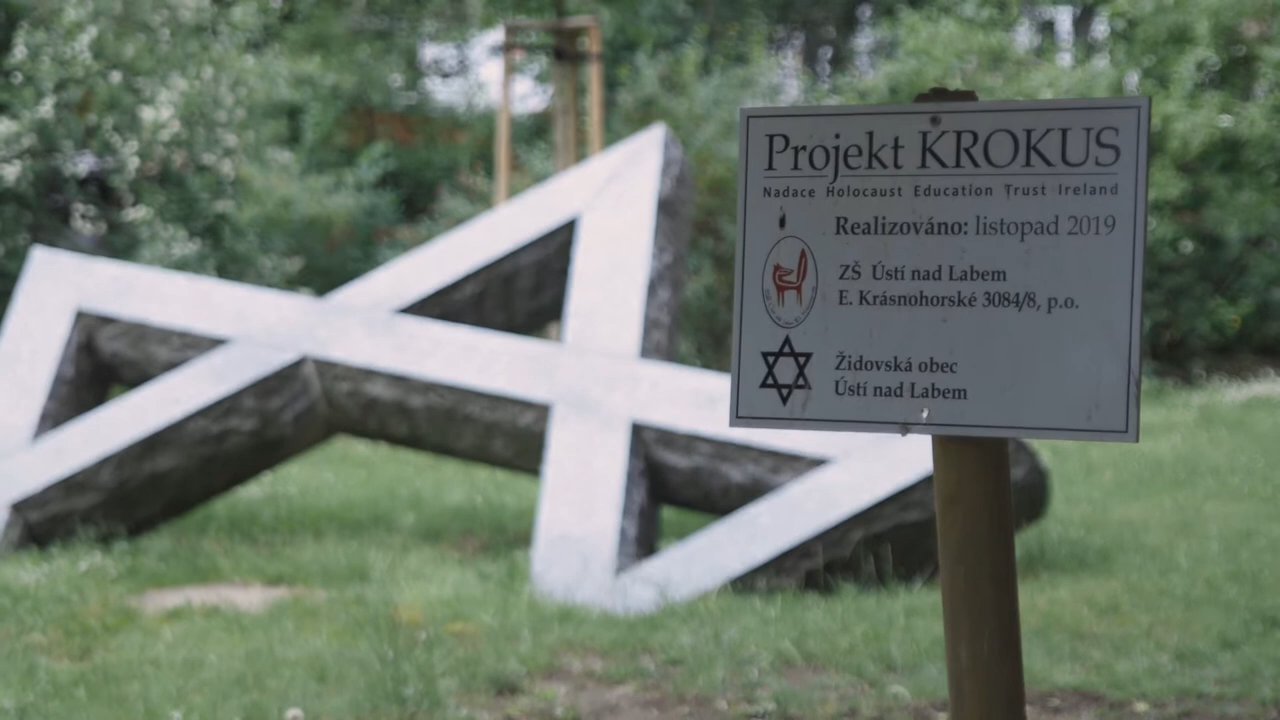 Projekt KROKUS
Nadace Holocaust Education Trust Ireland
Realizováno: listopad 2019
ZŠ Ústí nad Labem
E. Krásnohorské 3084/8, p.o.
Židovská obec
Ústí nad Labem